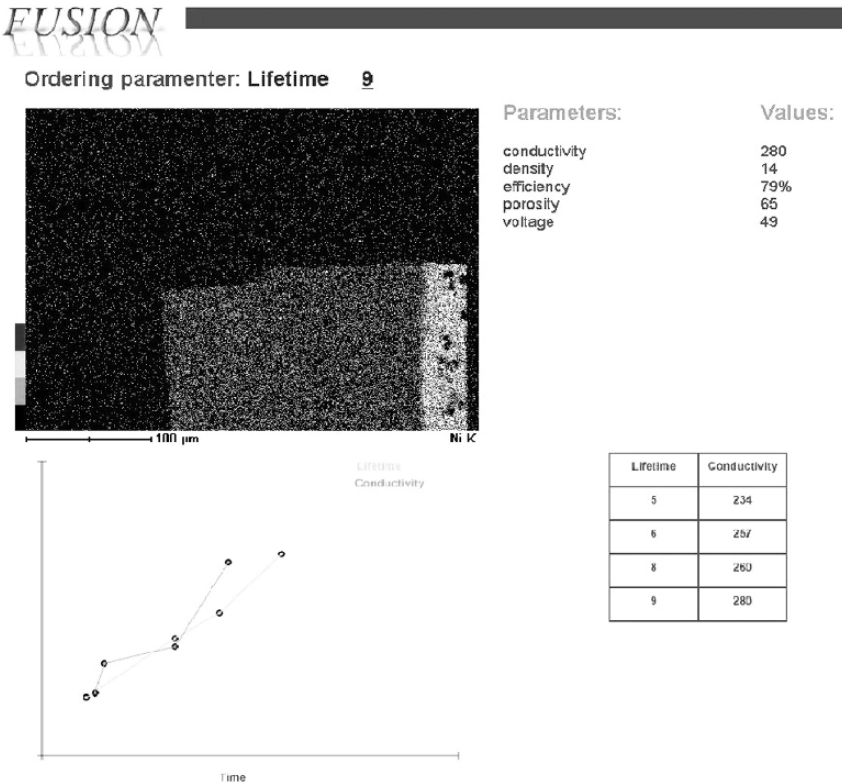 FUSION
Ordering paramenter: Lifetime 9
Parameters: Values:
conductivity 280
density 14
efficiency 79%
porosity 65
voltage 49
100 µm Ni K
Lifetime
Conductivity
Time
Lifetime Conductivity
5 234
6 257
8 260
9 280